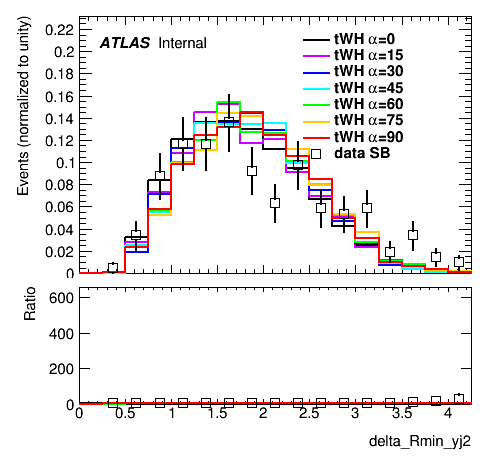 ATLAS Internal
tWH α=0
tWH α=15
tWH α=30
tWH α=45
tWH α=60
tWH α=75
tWH α=90
data SB
Events (normalized to unity)
0.22
0.2
0.18
0.16
0.14
0.12
0.1
0.08
0.06
0.04
0.02
0
Ratio
600
400
200
0
0 0.5 1 1.5 2 2.5 3 3.5 4
delta_Rmin_yj2